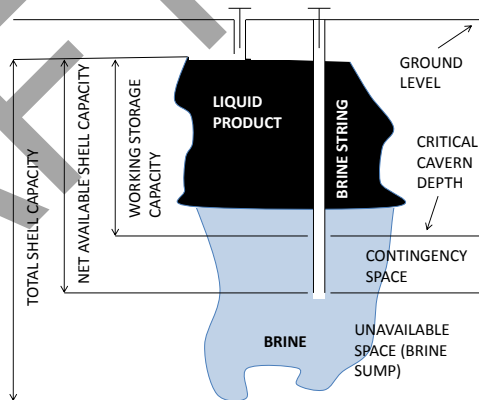 GROUND
LEVEL
LIQUID
PRODUCT
BRINE STRING
CRITICAL
CAVERN
DEPTH
TOTAL SHELL CAPACITY
NET AVAILABLE SHELL CAPACITY
WORKING STORAGE
CAPACITY
CONTINGENCY
SPACE
BRINE
UNAVAILABLE
SPACE (BRINE
SUMP)